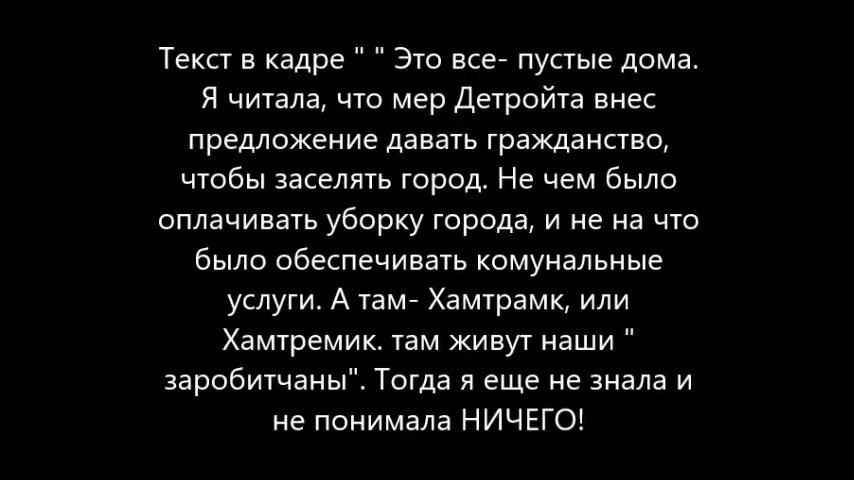 Текст в кадре " " Это все- пустые дома.
Я читала, что мер Детройта внес
предложение давать гражданство,
чтобы заселять город. Не чем было
оплачивать уборку города, и не на что
было обеспечивать комунальные
услуги. А там- Хамтрамк, или
Хамтремик. там живут наши "
заробитчаны". Тогда я еще не знала и
не понимала НИЧЕГО!